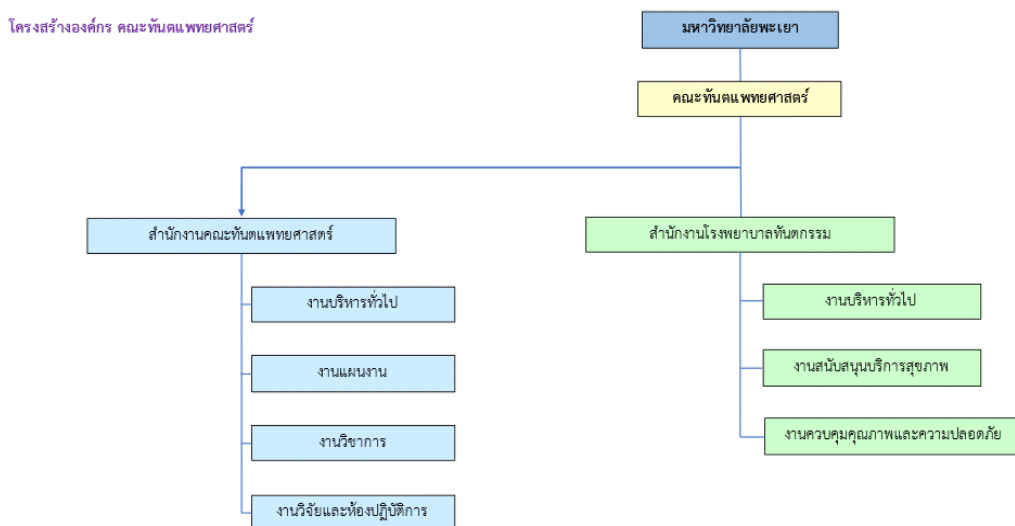 โครงสร้างองค์กร คณะทันตแพทยศาสตร์
มหาวิทยาลัยพะเยา
คณะทันตแพทยศาสตร์
สำนักงานคณะทันตแพทยศาสตร์
งานบริหารทั่วไป
งานแผนงาน
งานวิชาการ
งานวิจัยและห้องปฏิบัติการ
สำนักงานโรงพยาบาลทันตกรรม
งานบริหารทั่วไป
งานสนับสนุนบริการสุขภาพ
งานควบคุมคุณภาพและความปลอดภัย